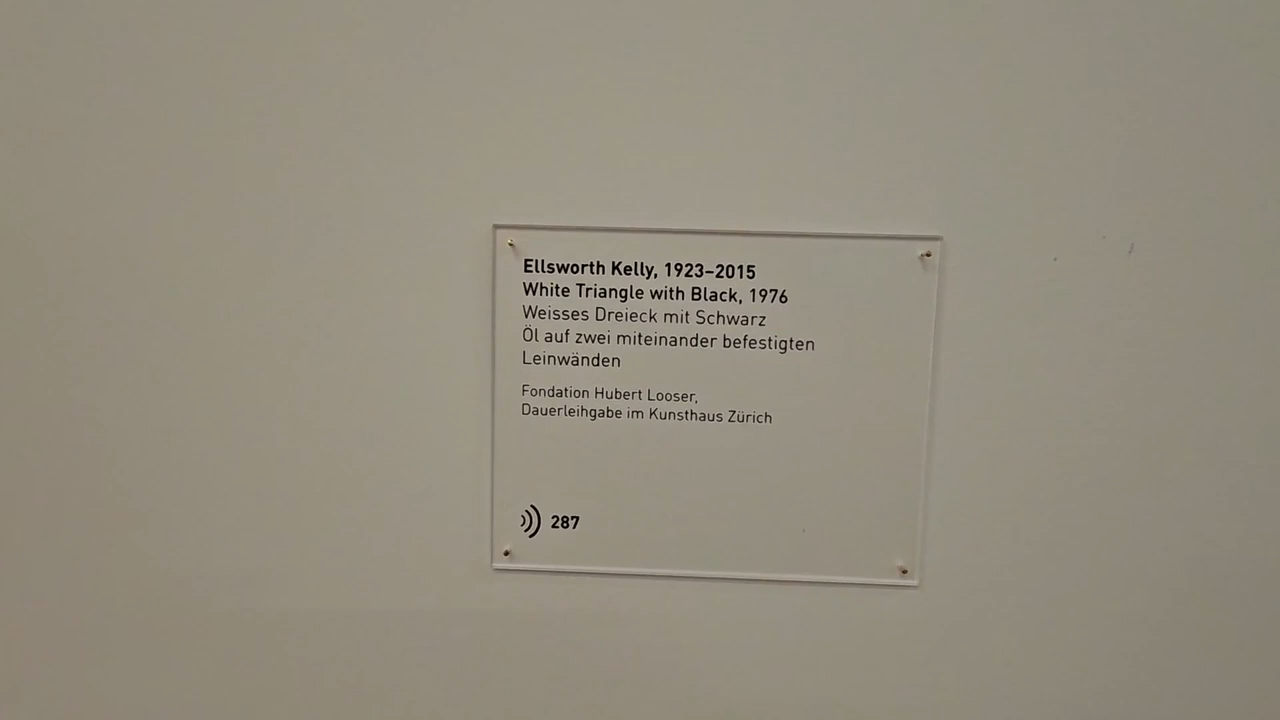 Ellsworth Kelly, 1923–2015
White Triangle with Black, 1976
Weisses Dreieck mit Schwarz
Öl auf zwei miteinander befestigten
Leinwänden
Fondation Hubert Looser,
Dauerleihgabe im Kunsthaus Zürich
287